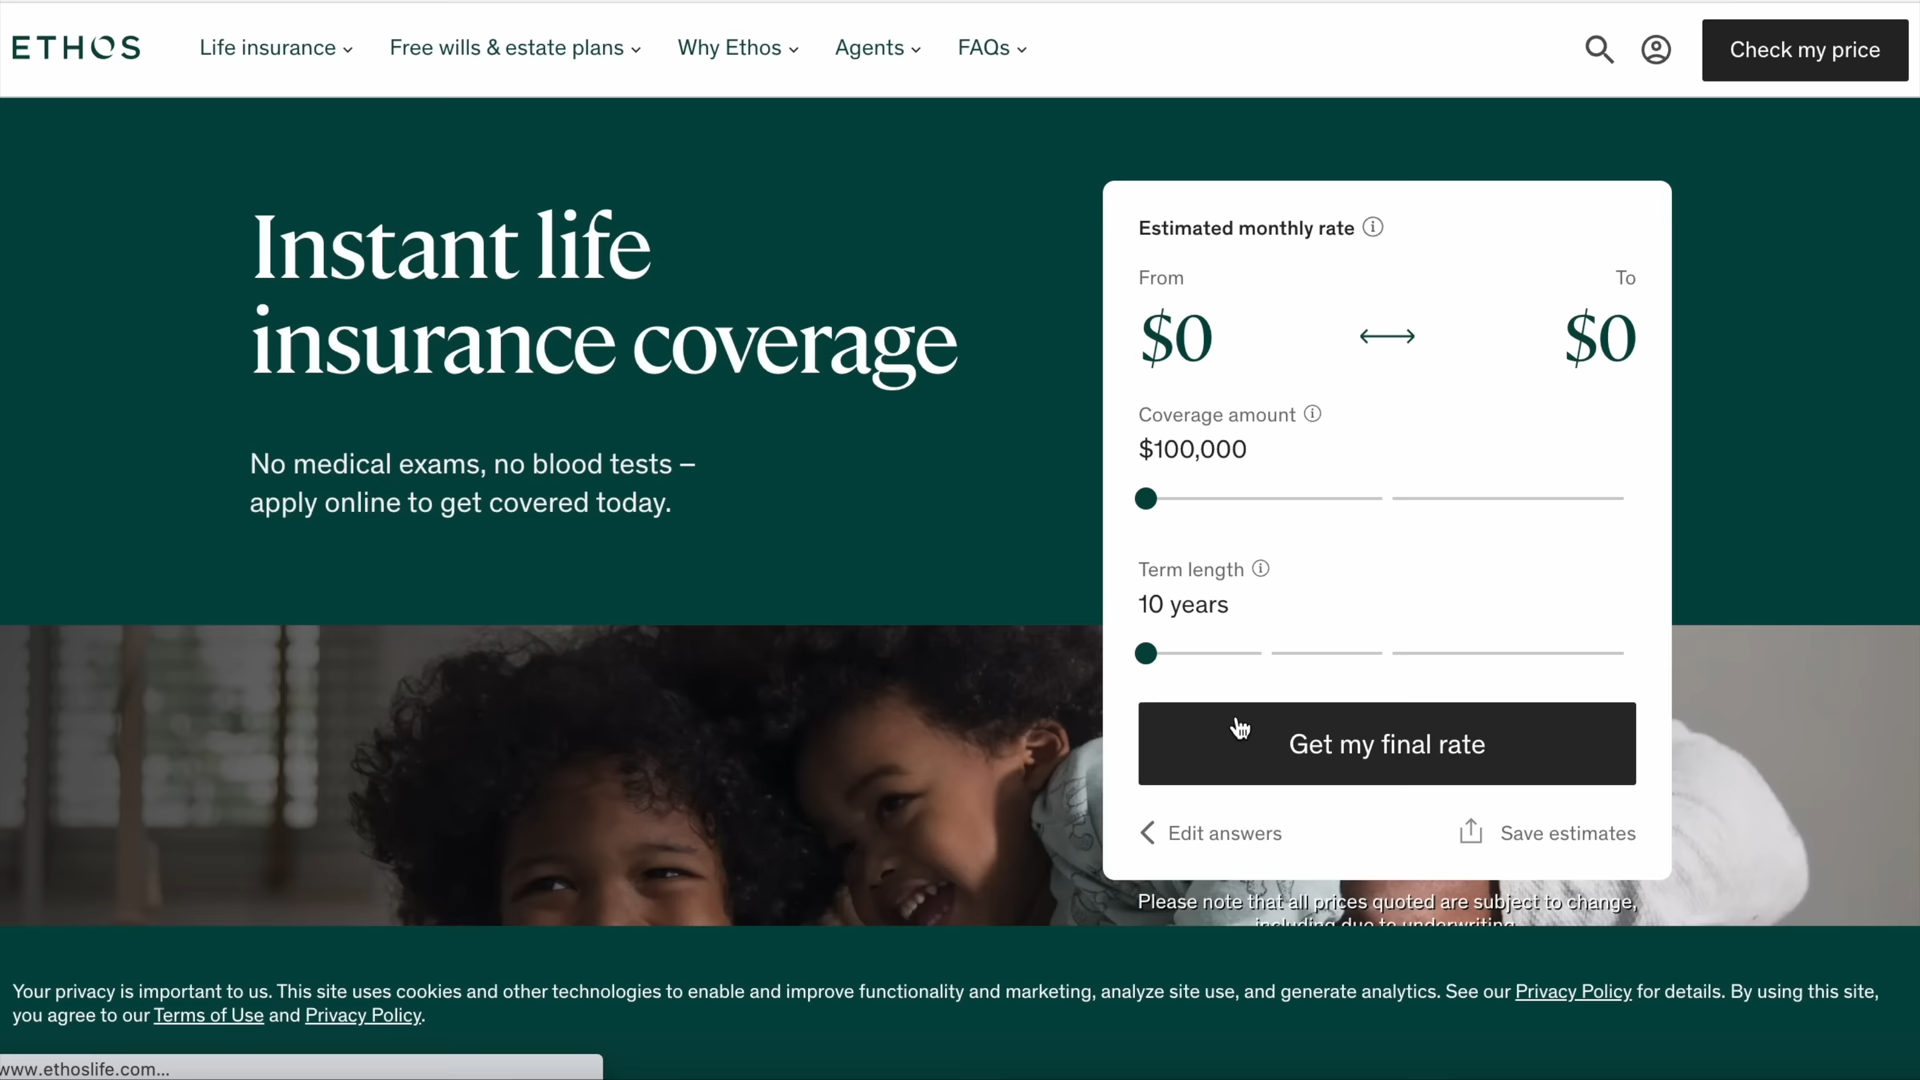 ETHOS
Life insurance
Free wills & estate plans
Why Ethos
Agents
FAQs
Check my price
Instant life
insurance coverage
No medical exams, no blood tests –
apply online to get covered today.
Estimated monthly rate
From
To
$0
$0
Coverage amount
$100,000
Term length
10 years
Get my final rate
Edit answers
Save estimates
Please note that all prices quoted are subject to change,
including due to underwriting
Your privacy is important to us. This site uses cookies and other technologies to enable and improve functionality and marketing, analyze site use, and generate analytics. See our Privacy Policy for details. By using this site,
you agree to our Terms of Use and Privacy Policy.
www.ethoslife.com...